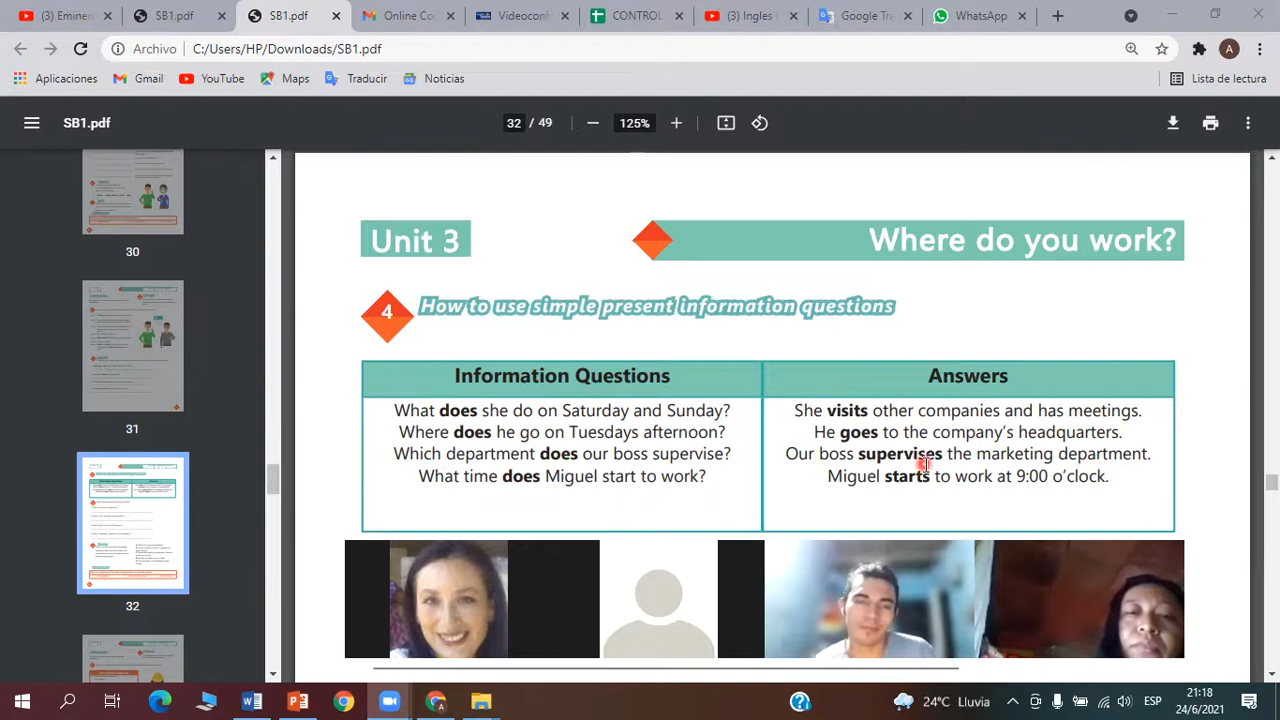 (3) Eminem
SB1.pdf
SB1.pdf
Online Co
Videoconf
CONTROL
(3) Ingles
Google Tra
WhatsApp
Archivo
C:/Users/HP/Downloads/SB1.pdf
A
Aplicaciones
Gmail
YouTube
Maps
Traducir
Noticias
Lista de lectura
SB1.pdf
32 / 49
125%
30
31
32
Unit 3
Where do you work?
4
How to use simple present information questions
Information Questions
Answers
What does she do on Saturday and Sunday?
She visits other companies and has meetings.
Where does he go on Tuesdays afternoon?
He goes to the company's headquarters.
Which department does our boss supervise?
Our boss supervises the marketing department.
What time does Miguel start to work?
Miguel starts to work at 9:00 o'clock.
24°C Lluvia
ESP
21:18
24/6/2021